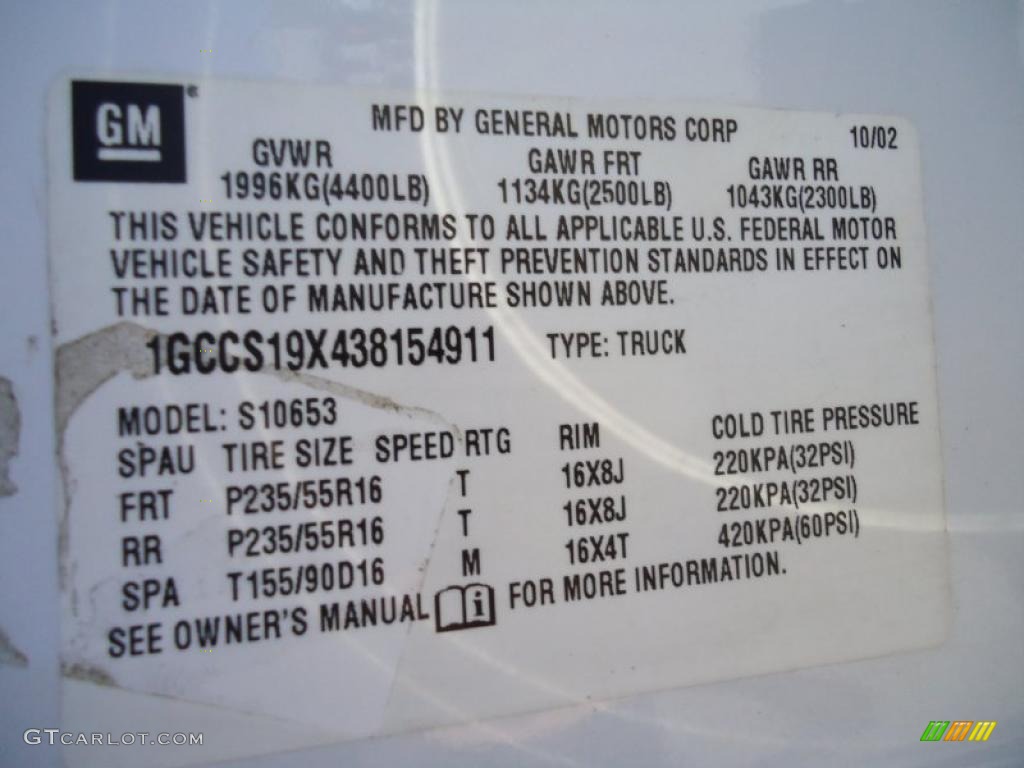 GM®
MFD BY GENERAL MOTORS CORP 10/02
GVWR GAWR FRT GAWR RR
1996KG(4400LB) 1134KG(2500LB) 1043KG(2300LB)
THIS VEHICLE CONFORMS TO ALL APPLICABLE U.S. FEDERAL MOTOR
VEHICLE SAFETY AND THEFT PREVENTION STANDARDS IN EFFECT ON
THE DATE OF MANUFACTURE SHOWN ABOVE.
1GCCS19X438154911 TYPE: TRUCK
MODEL: S10653
SPAU TIRE SIZE SPEED RTG RIM COLD TIRE PRESSURE
FRT P235/55R16 T 16X8J 220KPA(32PSI)
RR P235/55R16 T 16X8J 220KPA(32PSI)
SPA T155/90D16 M 16X4T 420KPA(60PSI)
SEE OWNER'S MANUAL i FOR MORE INFORMATION.
GTCARLOT.COM